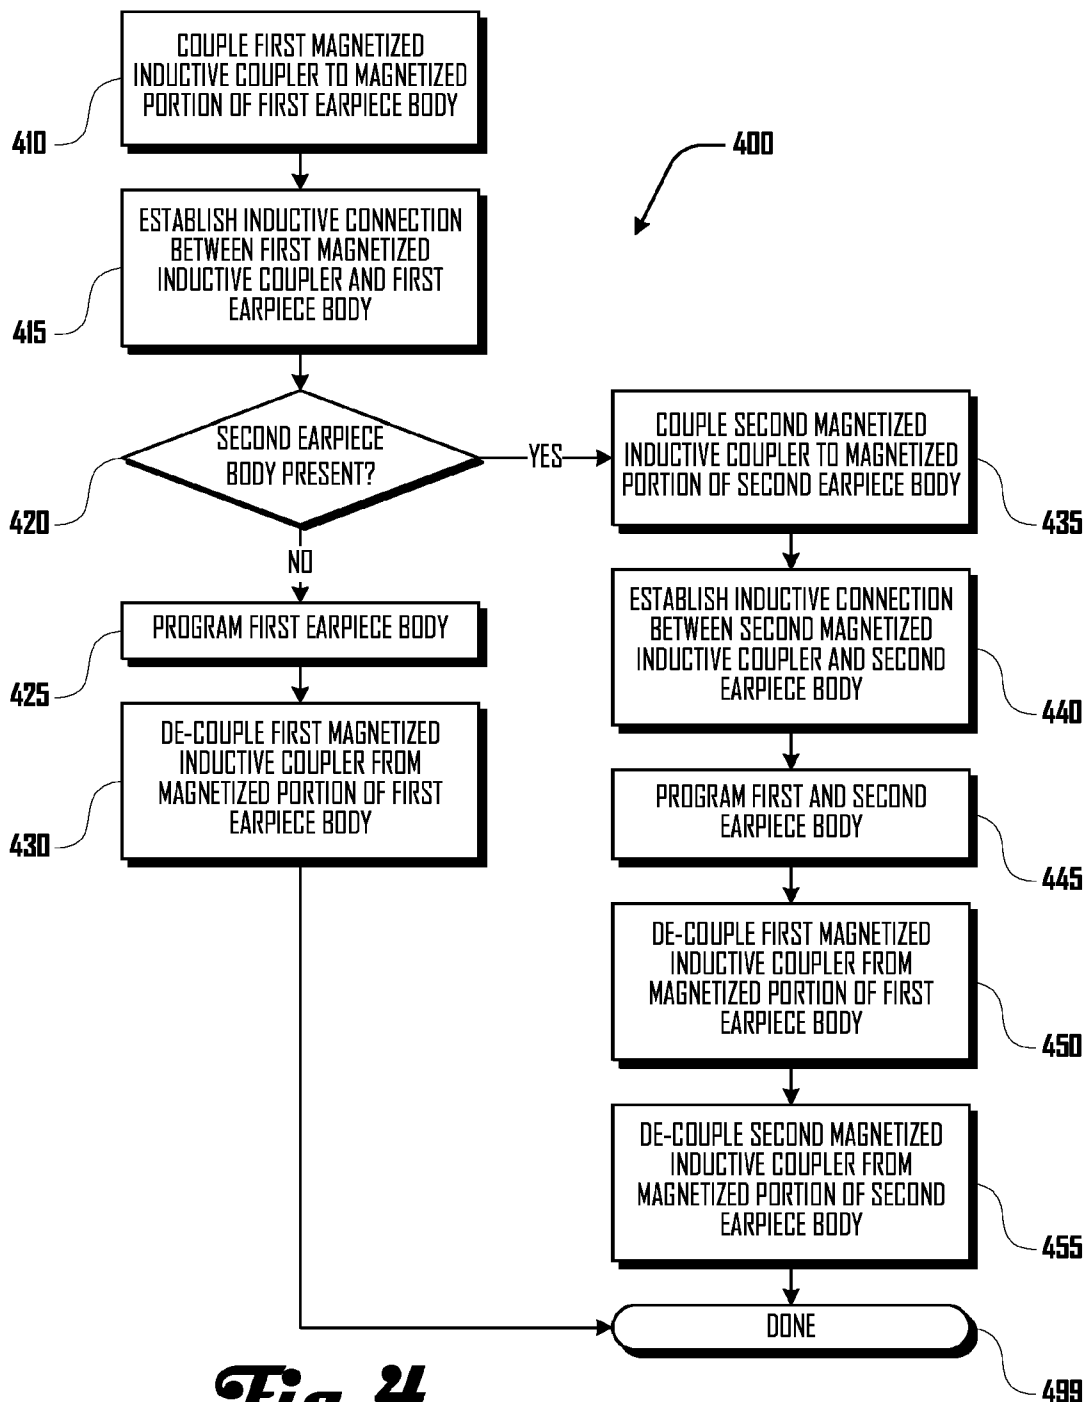 COUPLE FIRST MAGNETIZED
INDUCTIVE COUPLER TO MAGNETIZED
PORTION OF FIRST EARPIECE BODY
410
400
ESTABLISH INDUCTIVE CONNECTION
BETWEEN FIRST MAGNETIZED
INDUCTIVE COUPLER AND FIRST
EARPIECE BODY
415
SECOND EARPIECE
BODY PRESENT?
420
YES
NO
PROGRAM FIRST EARPIECE BODY
425
DE-COUPLE FIRST MAGNETIZED
INDUCTIVE COUPLER FROM
MAGNETIZED PORTION OF FIRST
EARPIECE BODY
430
COUPLE SECOND MAGNETIZED
INDUCTIVE COUPLER TO MAGNETIZED
PORTION OF SECOND EARPIECE BODY
435
ESTABLISH INDUCTIVE CONNECTION
BETWEEN SECOND MAGNETIZED
INDUCTIVE COUPLER AND SECOND
EARPIECE BODY
440
PROGRAM FIRST AND SECOND
EARPIECE BODY
445
DE-COUPLE FIRST MAGNETIZED
INDUCTIVE COUPLER FROM
MAGNETIZED PORTION OF FIRST
EARPIECE BODY
450
DE-COUPLE SECOND MAGNETIZED
INDUCTIVE COUPLER FROM
MAGNETIZED PORTION OF SECOND
EARPIECE BODY
455
DONE
499
Fig. 4